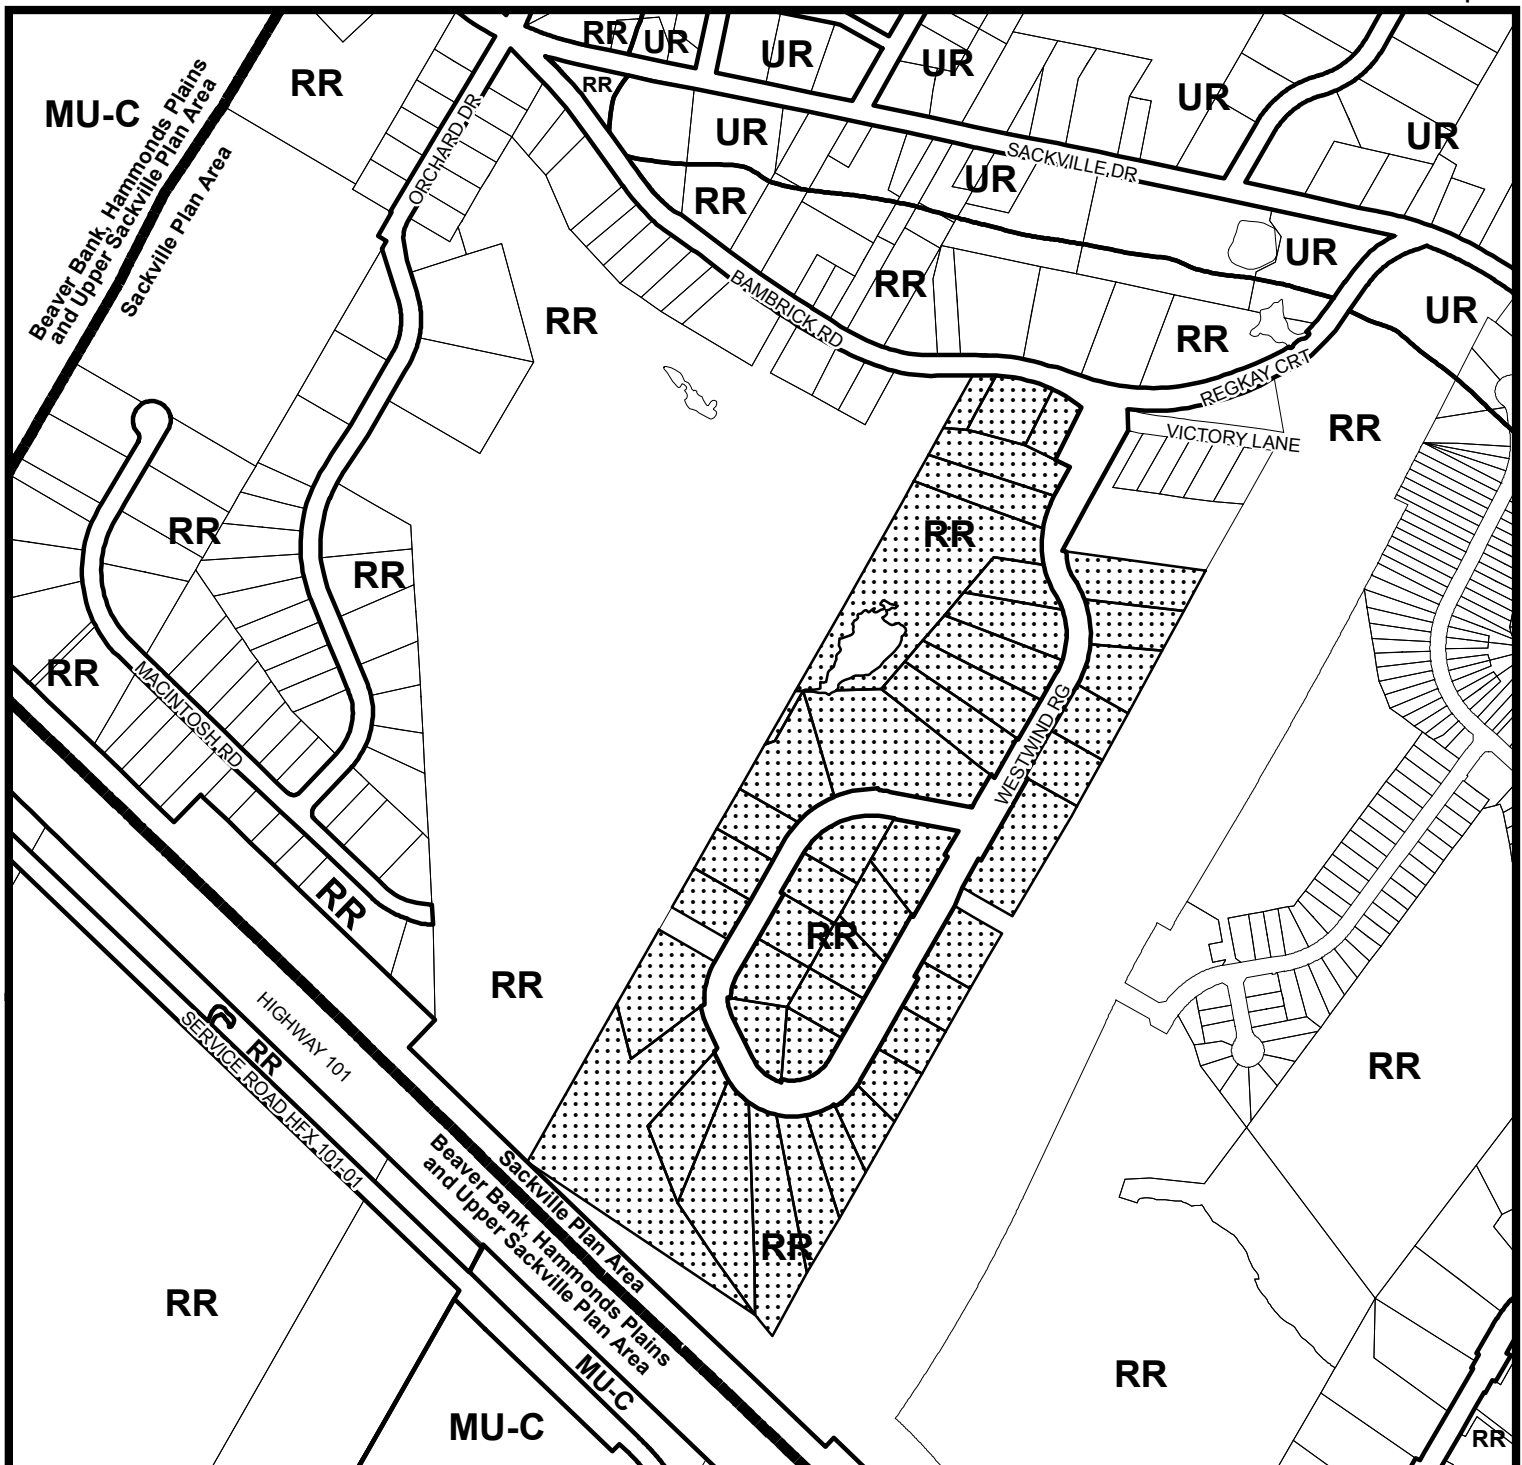 RR
UR
UR
UR
RR
MU-C
RR
UR
UR
UR
Beaver Bank, Hammonds Plains
and Upper Sackville Plan Area
Sackville Plan Area
ORCHARD DR
SACKVILLE DR
UR
RR
UR
RR
UR
RR
BAMBRICK RD
RR
REGKAY CRT
VICTORY LANE
RR
RR
RR
RR
RR
MACINTOSH RD
WESTWIND RG
RR
RR
RR
HIGHWAY 101
RR
SERVICE ROAD HFX 101-01
RR
Sackville Plan Area
Beaver Bank, Hammonds Plains
and Upper Sackville Plan Area
RR
RR
RR
MU-C
MU-C
RR